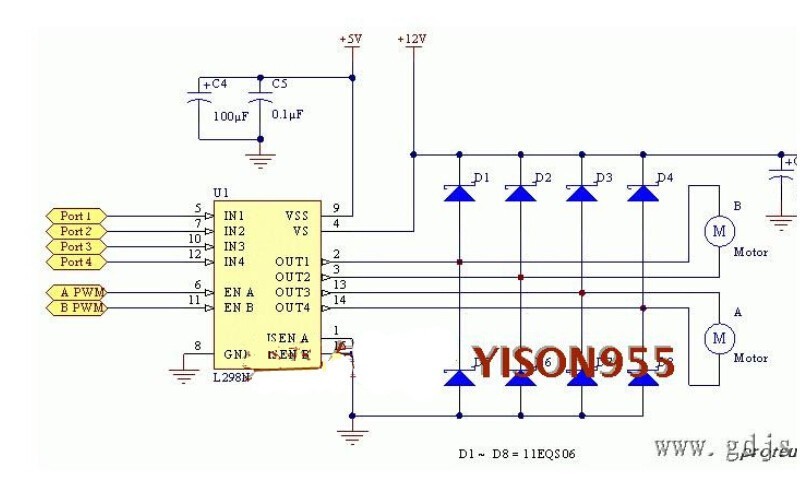 +5V
+12V
+ C4
C5
100µF
0.1µF
U1
D1
D2
D3
D4
Port 1
Port 2
Port 3
Port 4
A PWM
B PWM
5
7
10
12
6
11
8
IN1
IN2
IN3
IN4
EN A
EN B
GND
VSS
VS
OUT1
OUT2
OUT3
OUT4
ISEN A
ISEN B
9
4
2
3
13
14
1
15
L298N
B
M
Motor
A
M
Motor
YISON955
D1 ~ D8 = 11EQS06
www.gdjs
proteu